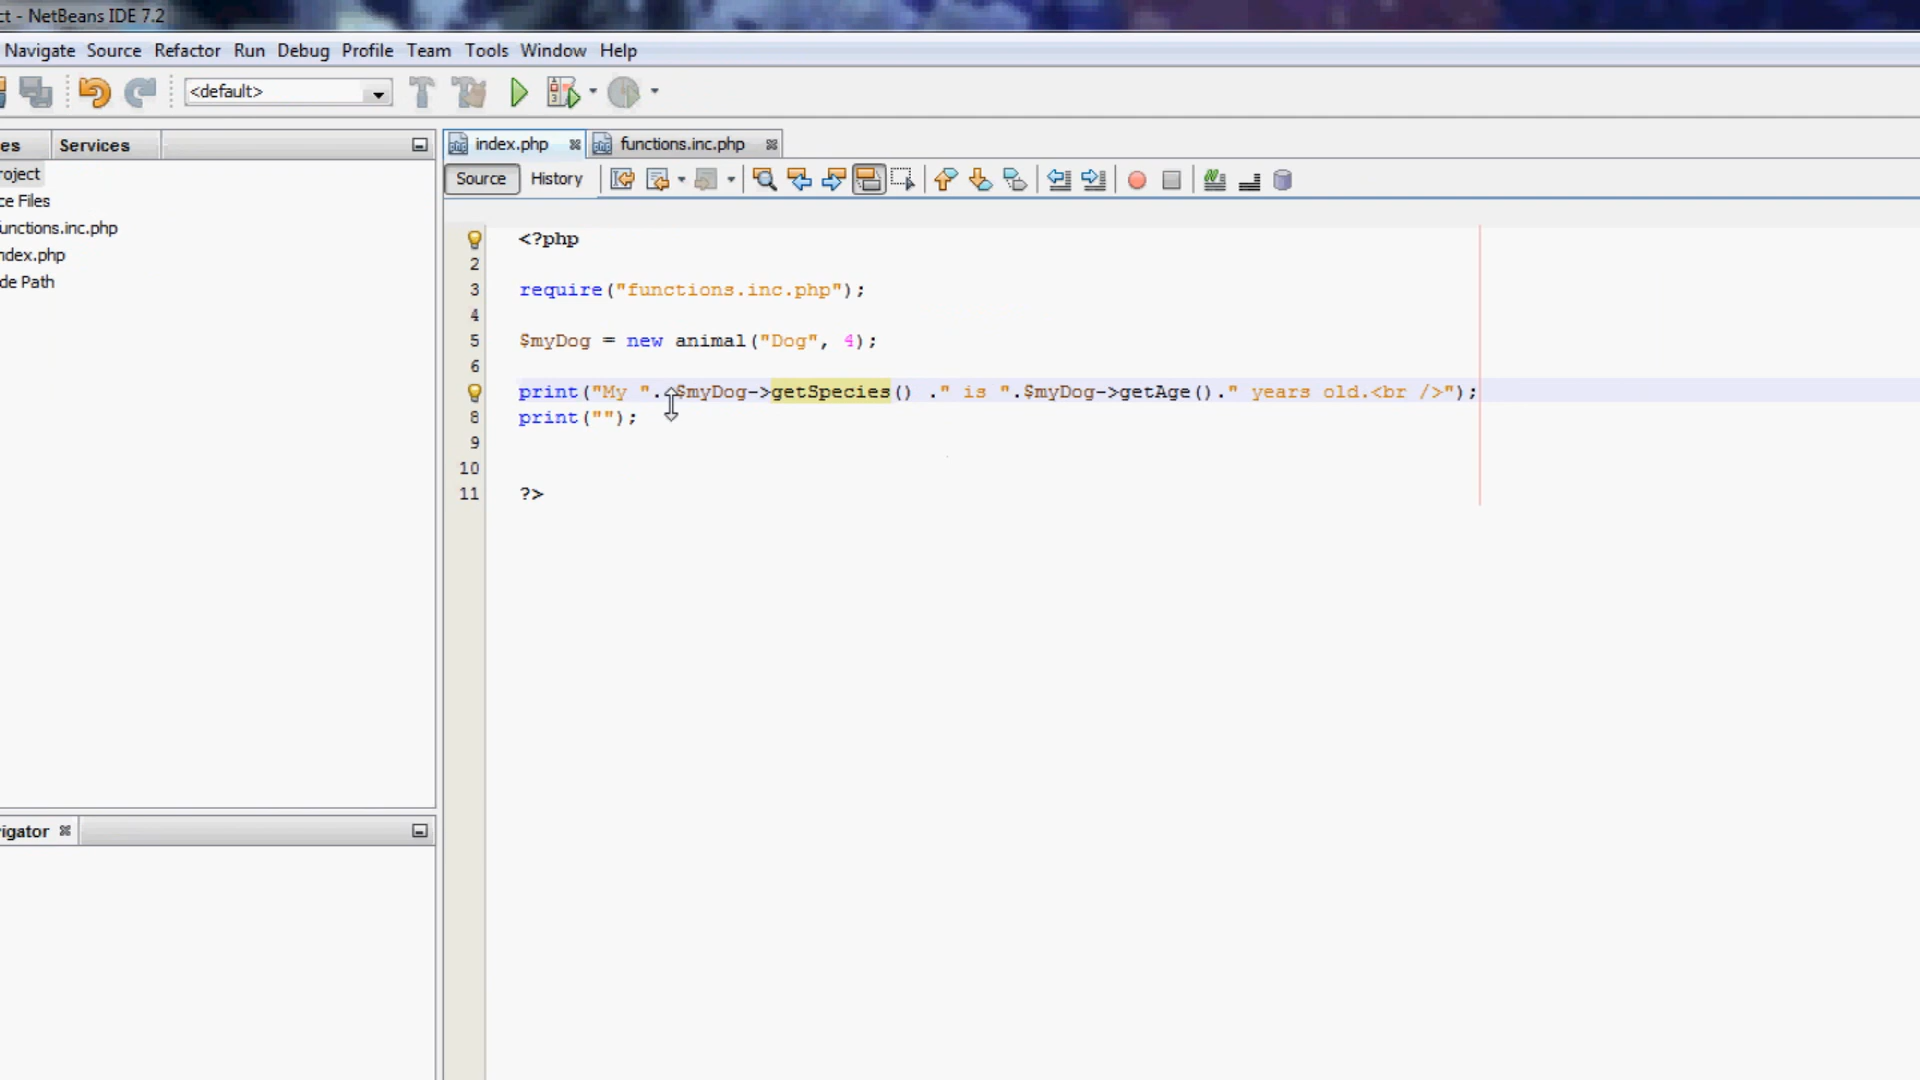 ct - NetBeans IDE 7.2
Navigate Source Refactor Run Debug Profile Team Tools Window Help
<default>
es Services
index.php functions.inc.php
Source History
roject
ce Files
unctions.inc.php
ndex.php
de Path
<?php
2
3 require("functions.inc.php");
4
5 $myDog = new animal("Dog", 4);
6
print("My ". $myDog->getSpecies() ." is ".$myDog->getAge()." years old.<br />");
8 print("");
9
10
11 ?>
vigator